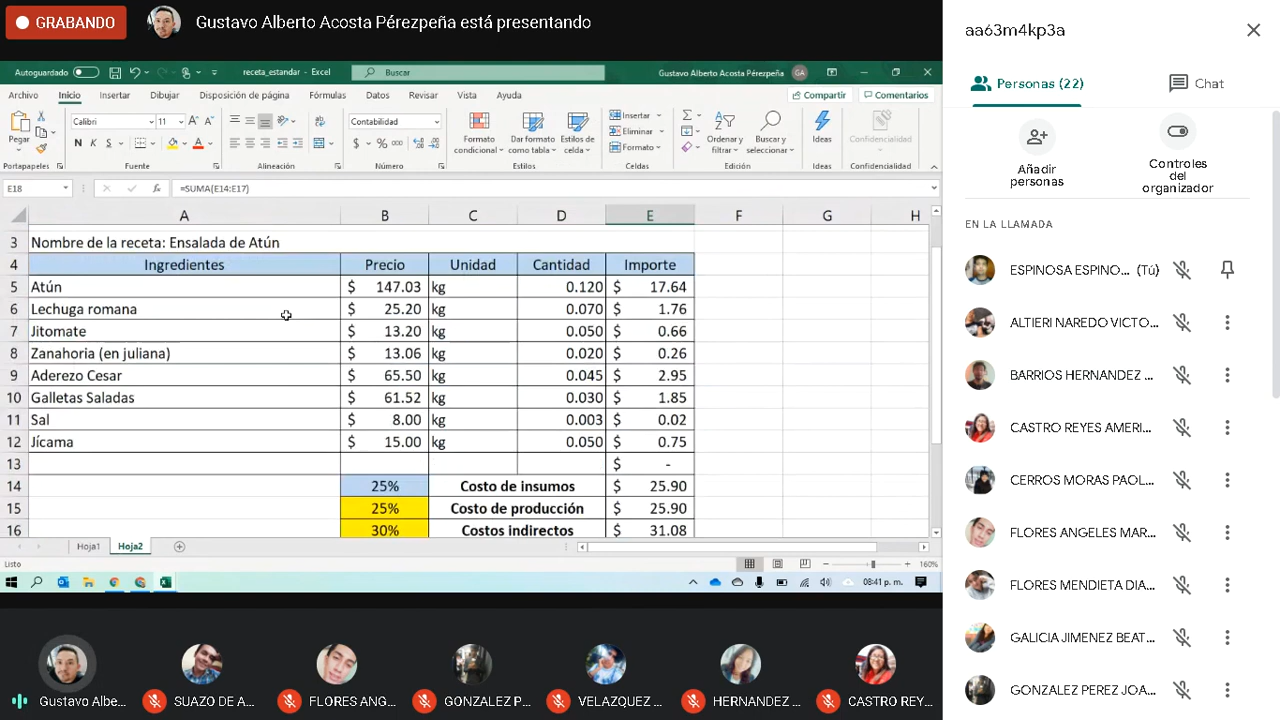 GRABANDO
Gustavo Alberto Acosta Pérezpeña está presentando
aa63m4kp3a
Personas (22)
Chat
Autoguardado
receta_estandar - Excel
Buscar
Gustavo Alberto Acosta Pérezpeña
GA
Archivo Inicio Insertar Dibujar Disposición de página Fórmulas Datos Revisar Vista Ayuda
Compartir
Comentarios
Pegar
Calibri
11
N K S
Contabilidad
$ % 000
Formato condicional
Dar formato como tabla
Estilos de celda
Insertar
Eliminar
Formato
Ordenar y filtrar
Buscar y seleccionar
Ideas
Confidencialidad
Portapapeles Fuente Alineación Número Estilos Celdas Edición Ideas Confidencialidad
E18
fx
=SUMA(E14:E17)
A B C D E F G H
3 Nombre de la receta: Ensalada de Atún
4 Ingredientes Precio Unidad Cantidad Importe
5 Atún $ 147.03 kg 0.120 $ 17.64
6 Lechuga romana $ 25.20 kg 0.070 $ 1.76
7 Jitomate $ 13.20 kg 0.050 $ 0.66
8 Zanahoria (en juliana) $ 13.06 kg 0.020 $ 0.26
9 Aderezo Cesar $ 65.50 kg 0.045 $ 2.95
10 Galletas Saladas $ 61.52 kg 0.030 $ 1.85
11 Sal $ 8.00 kg 0.003 $ 0.02
12 Jícama $ 15.00 kg 0.050 $ 0.75
13 $ -
14 25% Costo de insumos $ 25.90
15 25% Costo de producción $ 25.90
16 30% Costos indirectos $ 31.08
Hoja1 Hoja2
Listo
160%
08:41 p. m.
Añadir personas
Controles del organizador
EN LA LLAMADA
ESPINOSA ESPINO... (Tú)
ALTIERI NAREDO VICTO...
BARRIOS HERNANDEZ ...
CASTRO REYES AMERI...
CERROS MORAS PAOL...
FLORES ANGELES MAR...
FLORES MENDIETA DIA...
GALICIA JIMENEZ BEAT...
GONZALEZ PEREZ JOA...
Gustavo Albe...
SUAZO DE A...
FLORES ANG...
GONZALEZ P...
VELAZQUEZ ...
HERNANDEZ ...
CASTRO REY...